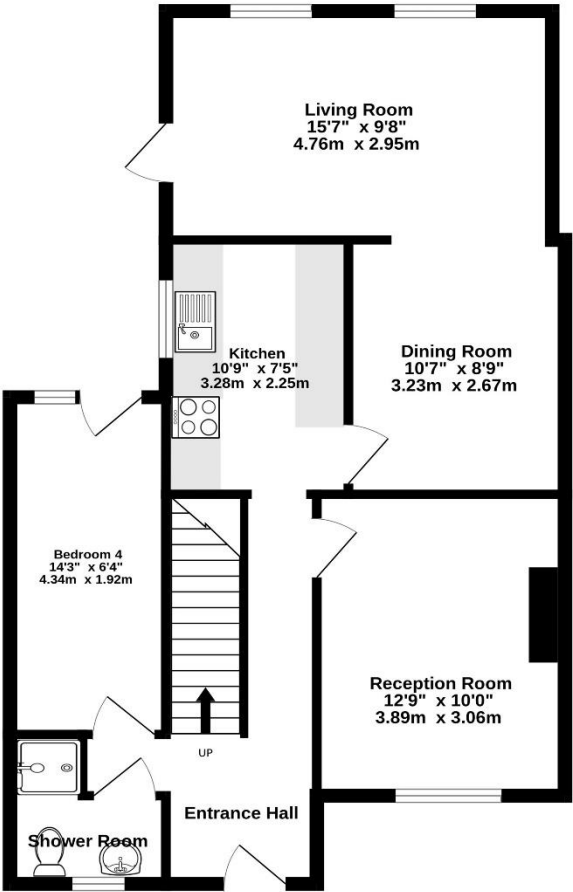 Living Room
15'7" x 9'8"
4.76m x 2.95m
Kitchen
10'9" x 7'5"
3.28m x 2.25m
Dining Room
10'7" x 8'9"
3.23m x 2.67m
Bedroom 4
14'3" x 6'4"
4.34m x 1.92m
Reception Room
12'9" x 10'0"
3.89m x 3.06m
UP
Entrance Hall
Shower Room